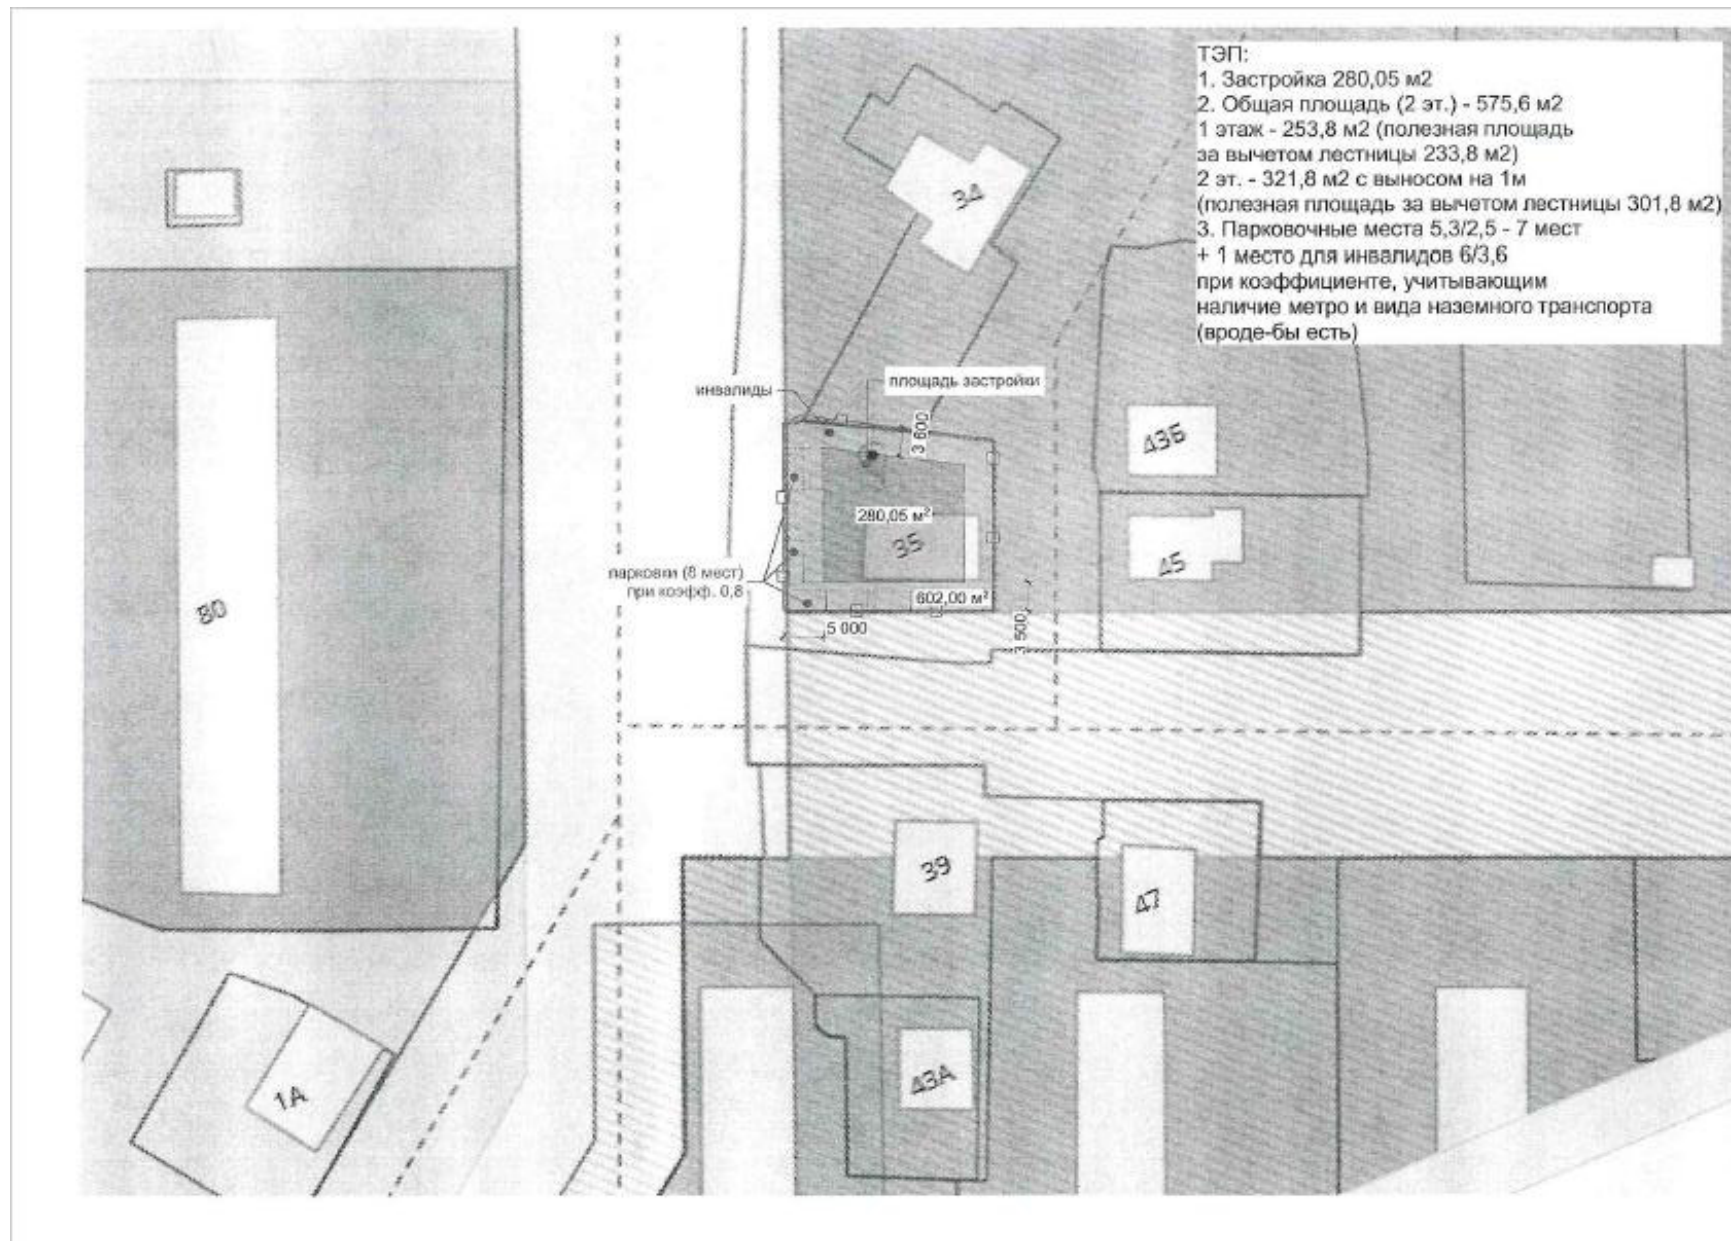 ТЭП:
1. Застройка 280,05 м2
2. Общая площадь (2 эт.) - 575,6 м2
1 этаж - 253,8 м2 (полезная площадь
за вычетом лестницы 233,8 м2)
2 эт. - 321,8 м2 с выносом на 1м
(полезная площадь за вычетом лестницы 301,8 м2)
3. Парковочные места 5,3/2,5 - 7 мест
+ 1 место для инвалидов 6/3,6
при коэффициенте, учитывающим
наличие метро и вида наземного транспорта
(вроде-бы есть)
34
инвалиды
площадь застройки
3 600
43Б
280,05 м²
35
45
парковки (8 мест)
при коэфф. 0,8
602,00 м²
80
5 000
3 500
39
47
43А
1А